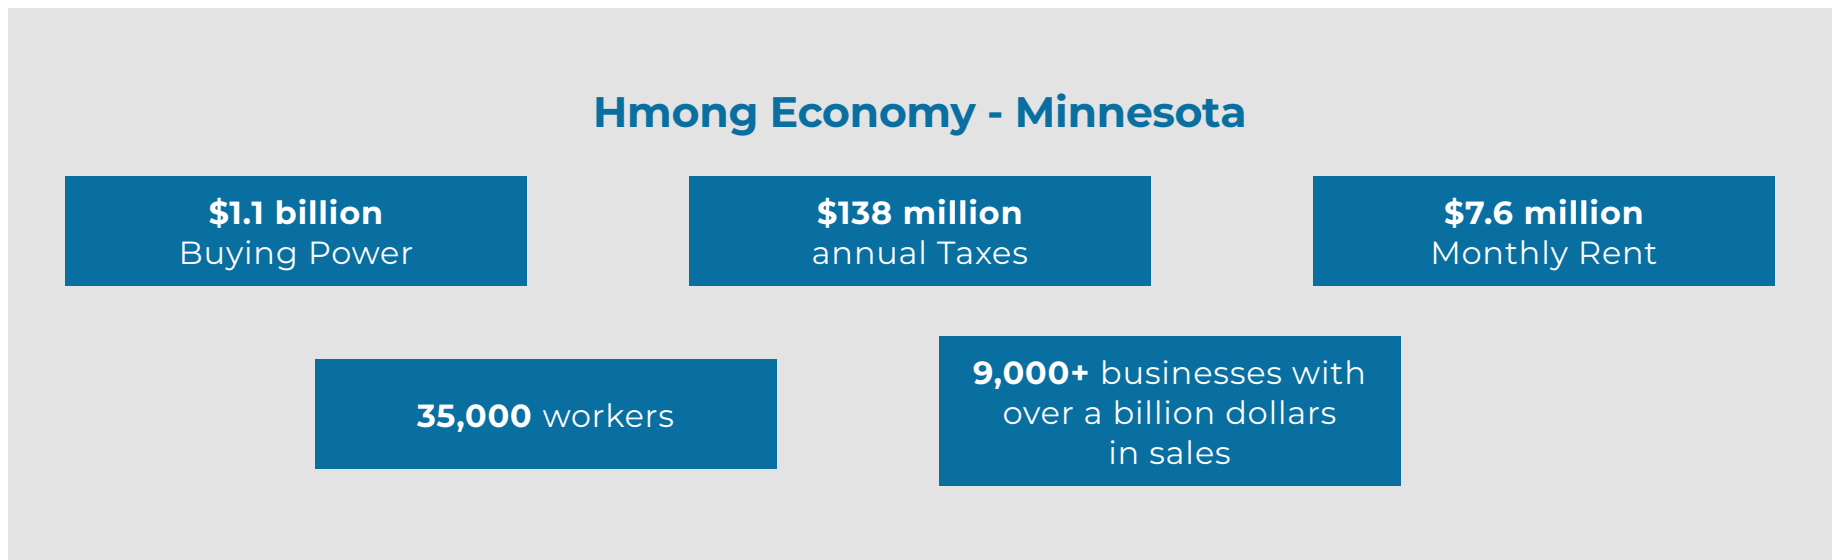 Hmong Economy - Minnesota
$1.1 billion
Buying Power
$138 million
annual Taxes
$7.6 million
Monthly Rent
35,000 workers
9,000+ businesses with
over a billion dollars
in sales